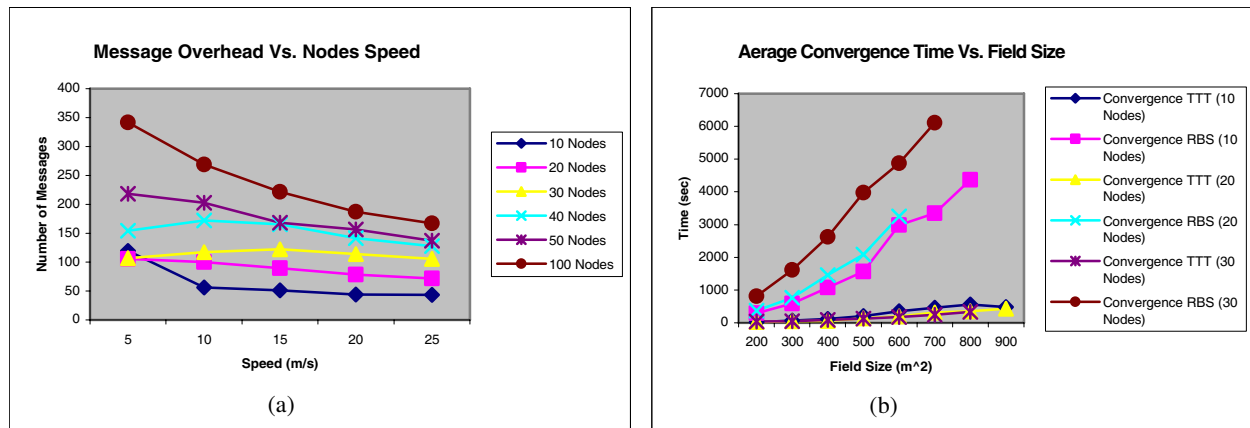 Message Overhead Vs. Nodes Speed
400
350
300
250
200
150
100
50
0
Number of Messages
5 10 15 20 25
Speed (m/s)
10 Nodes
20 Nodes
30 Nodes
40 Nodes
50 Nodes
100 Nodes
(a)
Aerage Convergence Time Vs. Field Size
7000
6000
5000
4000
3000
2000
1000
0
Time (sec)
200 300 400 500 600 700 800 900
Field Size (m^2)
Convergence TTT (10
Nodes)
Convergence RBS (10
Nodes)
Convergence TTT (20
Nodes)
Convergence RBS (20
Nodes)
Convergence TTT (30
Nodes)
Convergence RBS (30
Nodes)
(b)